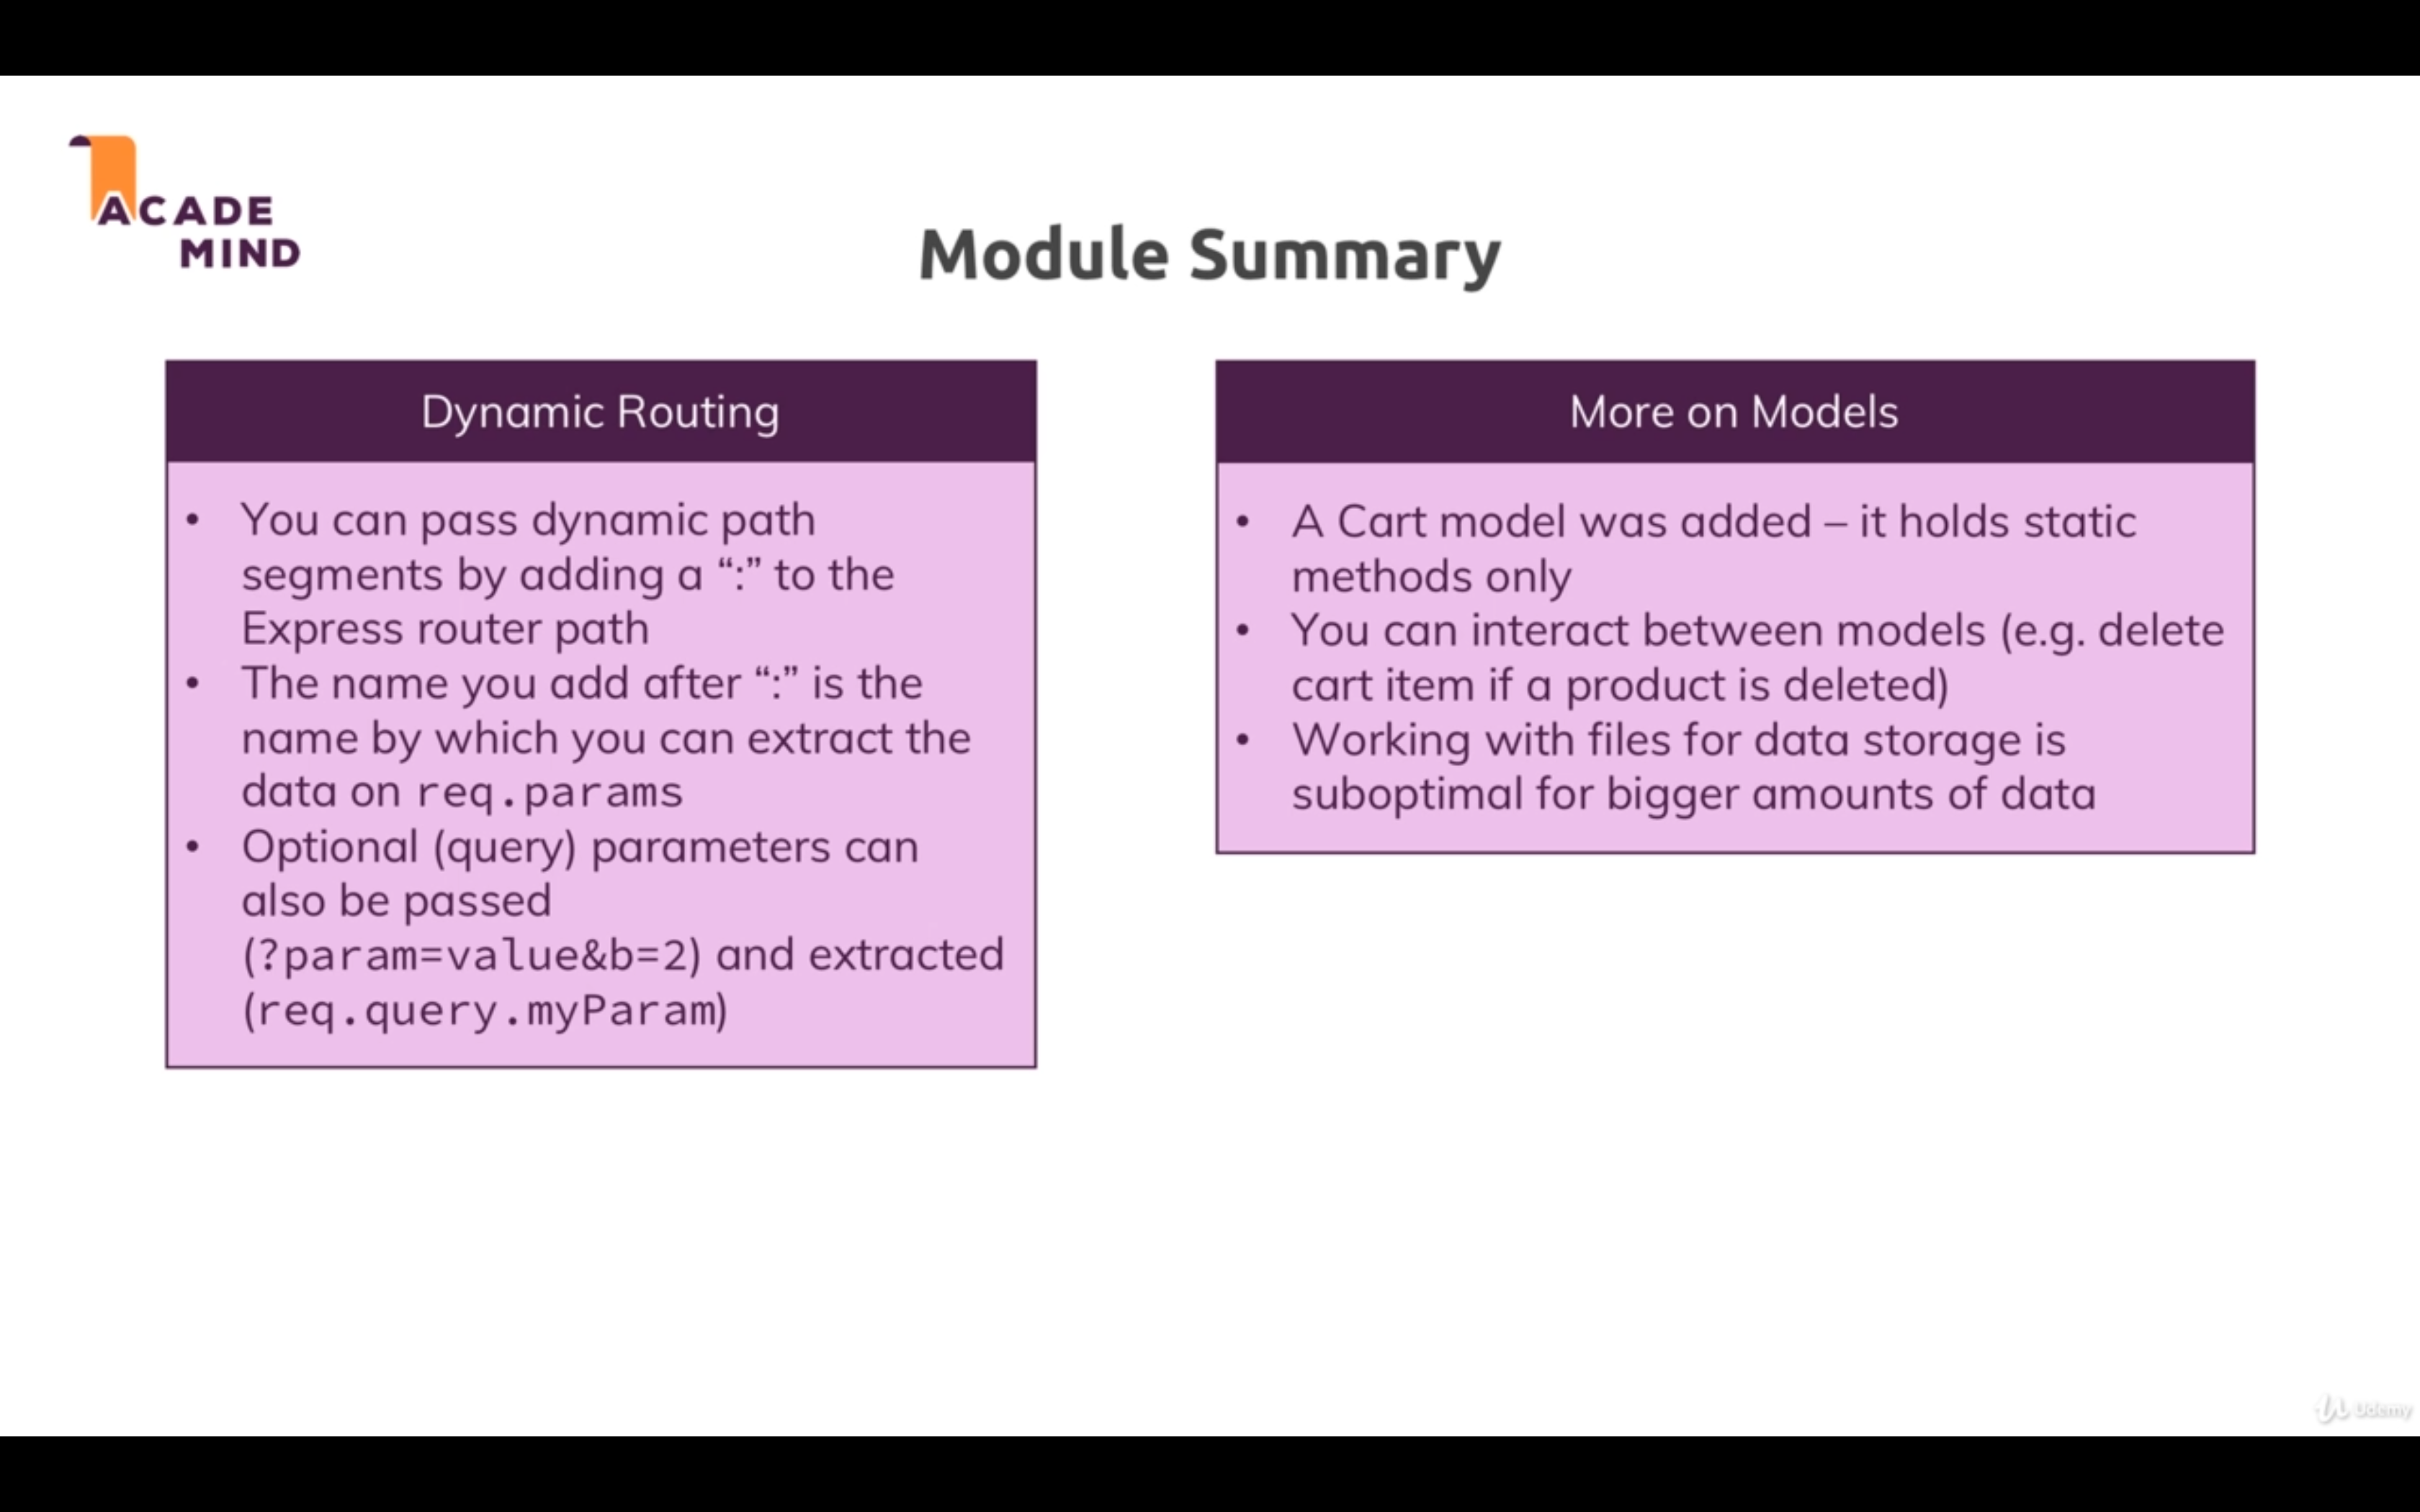 ACADE
MIND
Module Summary
Dynamic Routing
• You can pass dynamic path
segments by adding a “:” to the
Express router path
• The name you add after “:” is the
name by which you can extract the
data on req.params
• Optional (query) parameters can
also be passed
(?param=value&b=2) and extracted
(req.query.myParam)
More on Models
• A Cart model was added – it holds static
methods only
• You can interact between models (e.g. delete
cart item if a product is deleted)
• Working with files for data storage is
suboptimal for bigger amounts of data
Udemy